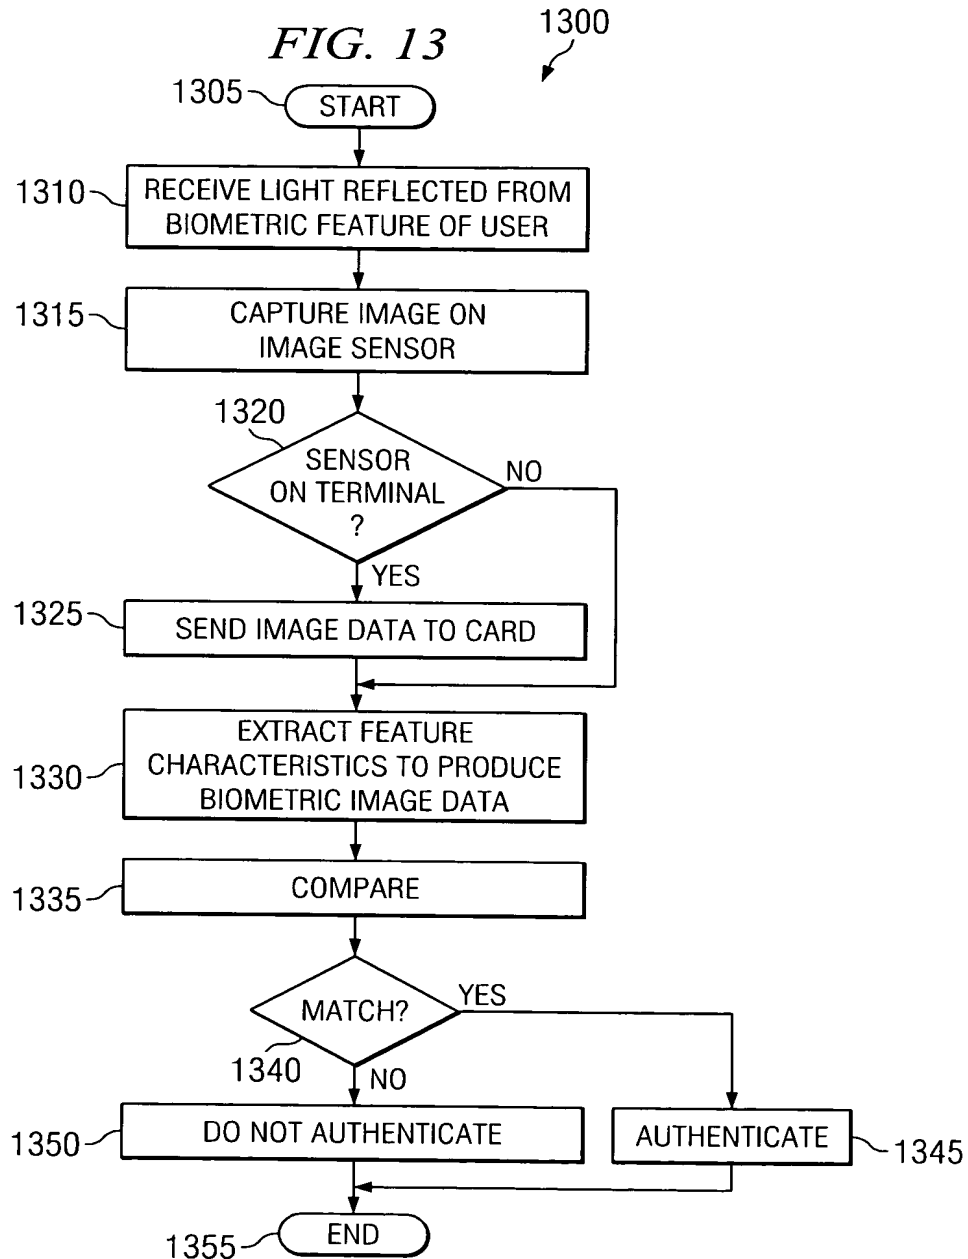 FIG. 13
1300
1305
START
1310
RECEIVE LIGHT REFLECTED FROM
BIOMETRIC FEATURE OF USER
1315
CAPTURE IMAGE ON
IMAGE SENSOR
1320
SENSOR
ON TERMINAL
?
NO
YES
1325
SEND IMAGE DATA TO CARD
1330
EXTRACT FEATURE
CHARACTERISTICS TO PRODUCE
BIOMETRIC IMAGE DATA
1335
COMPARE
MATCH?
YES
1340
NO
1350
DO NOT AUTHENTICATE
AUTHENTICATE
1345
1355
END